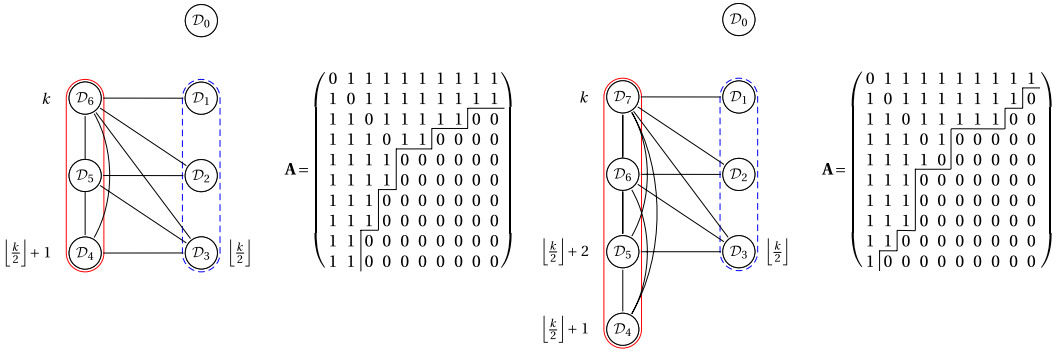 𝒟₀
k
𝒟₆
𝒟₁
𝒟₅
𝒟₂
⌊k/2⌋ + 1
𝒟₄
𝒟₃
⌊k/2⌋
A =
0 1 1 1 1 1 1 1 1 1
1 0 1 1 1 1 1 1 1 1
1 1 0 1 1 1 1 1 0 0
1 1 1 0 1 1 0 0 0 0
1 1 1 1 0 0 0 0 0 0
1 1 1 1 0 0 0 0 0 0
1 1 1 0 0 0 0 0 0 0
1 1 1 0 0 0 0 0 0 0
1 1 0 0 0 0 0 0 0 0
1 1 0 0 0 0 0 0 0 0
𝒟₀
k
𝒟₇
𝒟₁
𝒟₆
𝒟₂
⌊k/2⌋ + 2
𝒟₅
𝒟₃
⌊k/2⌋
⌊k/2⌋ + 1
𝒟₄
A =
0 1 1 1 1 1 1 1 1 1
1 0 1 1 1 1 1 1 1 0
1 1 0 1 1 1 1 1 0 0
1 1 1 0 1 0 0 0 0 0
1 1 1 1 0 0 0 0 0 0
1 1 1 0 0 0 0 0 0 0
1 1 1 0 0 0 0 0 0 0
1 1 1 0 0 0 0 0 0 0
1 1 0 0 0 0 0 0 0 0
1 0 0 0 0 0 0 0 0 0